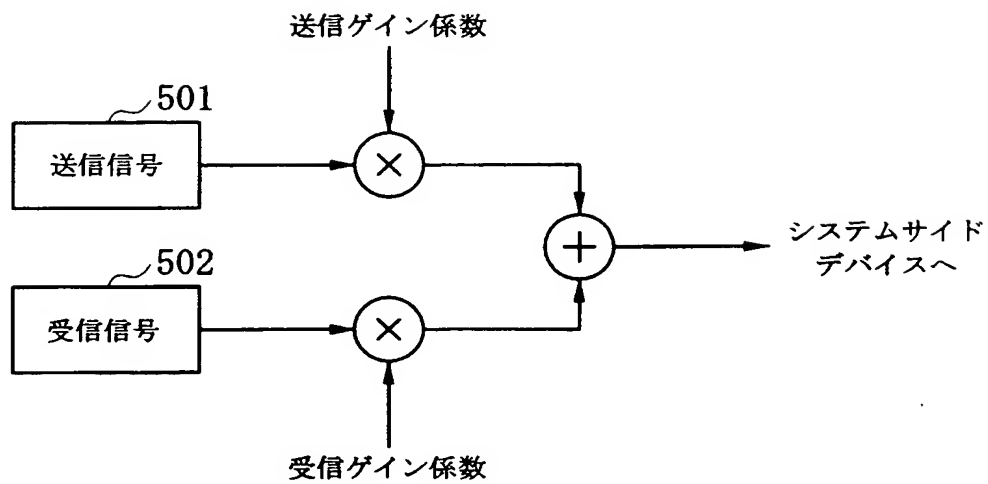 送信ゲイン係数
501
送信信号
×
+
システムサイド
デバイスへ
502
受信信号
×
受信ゲイン係数